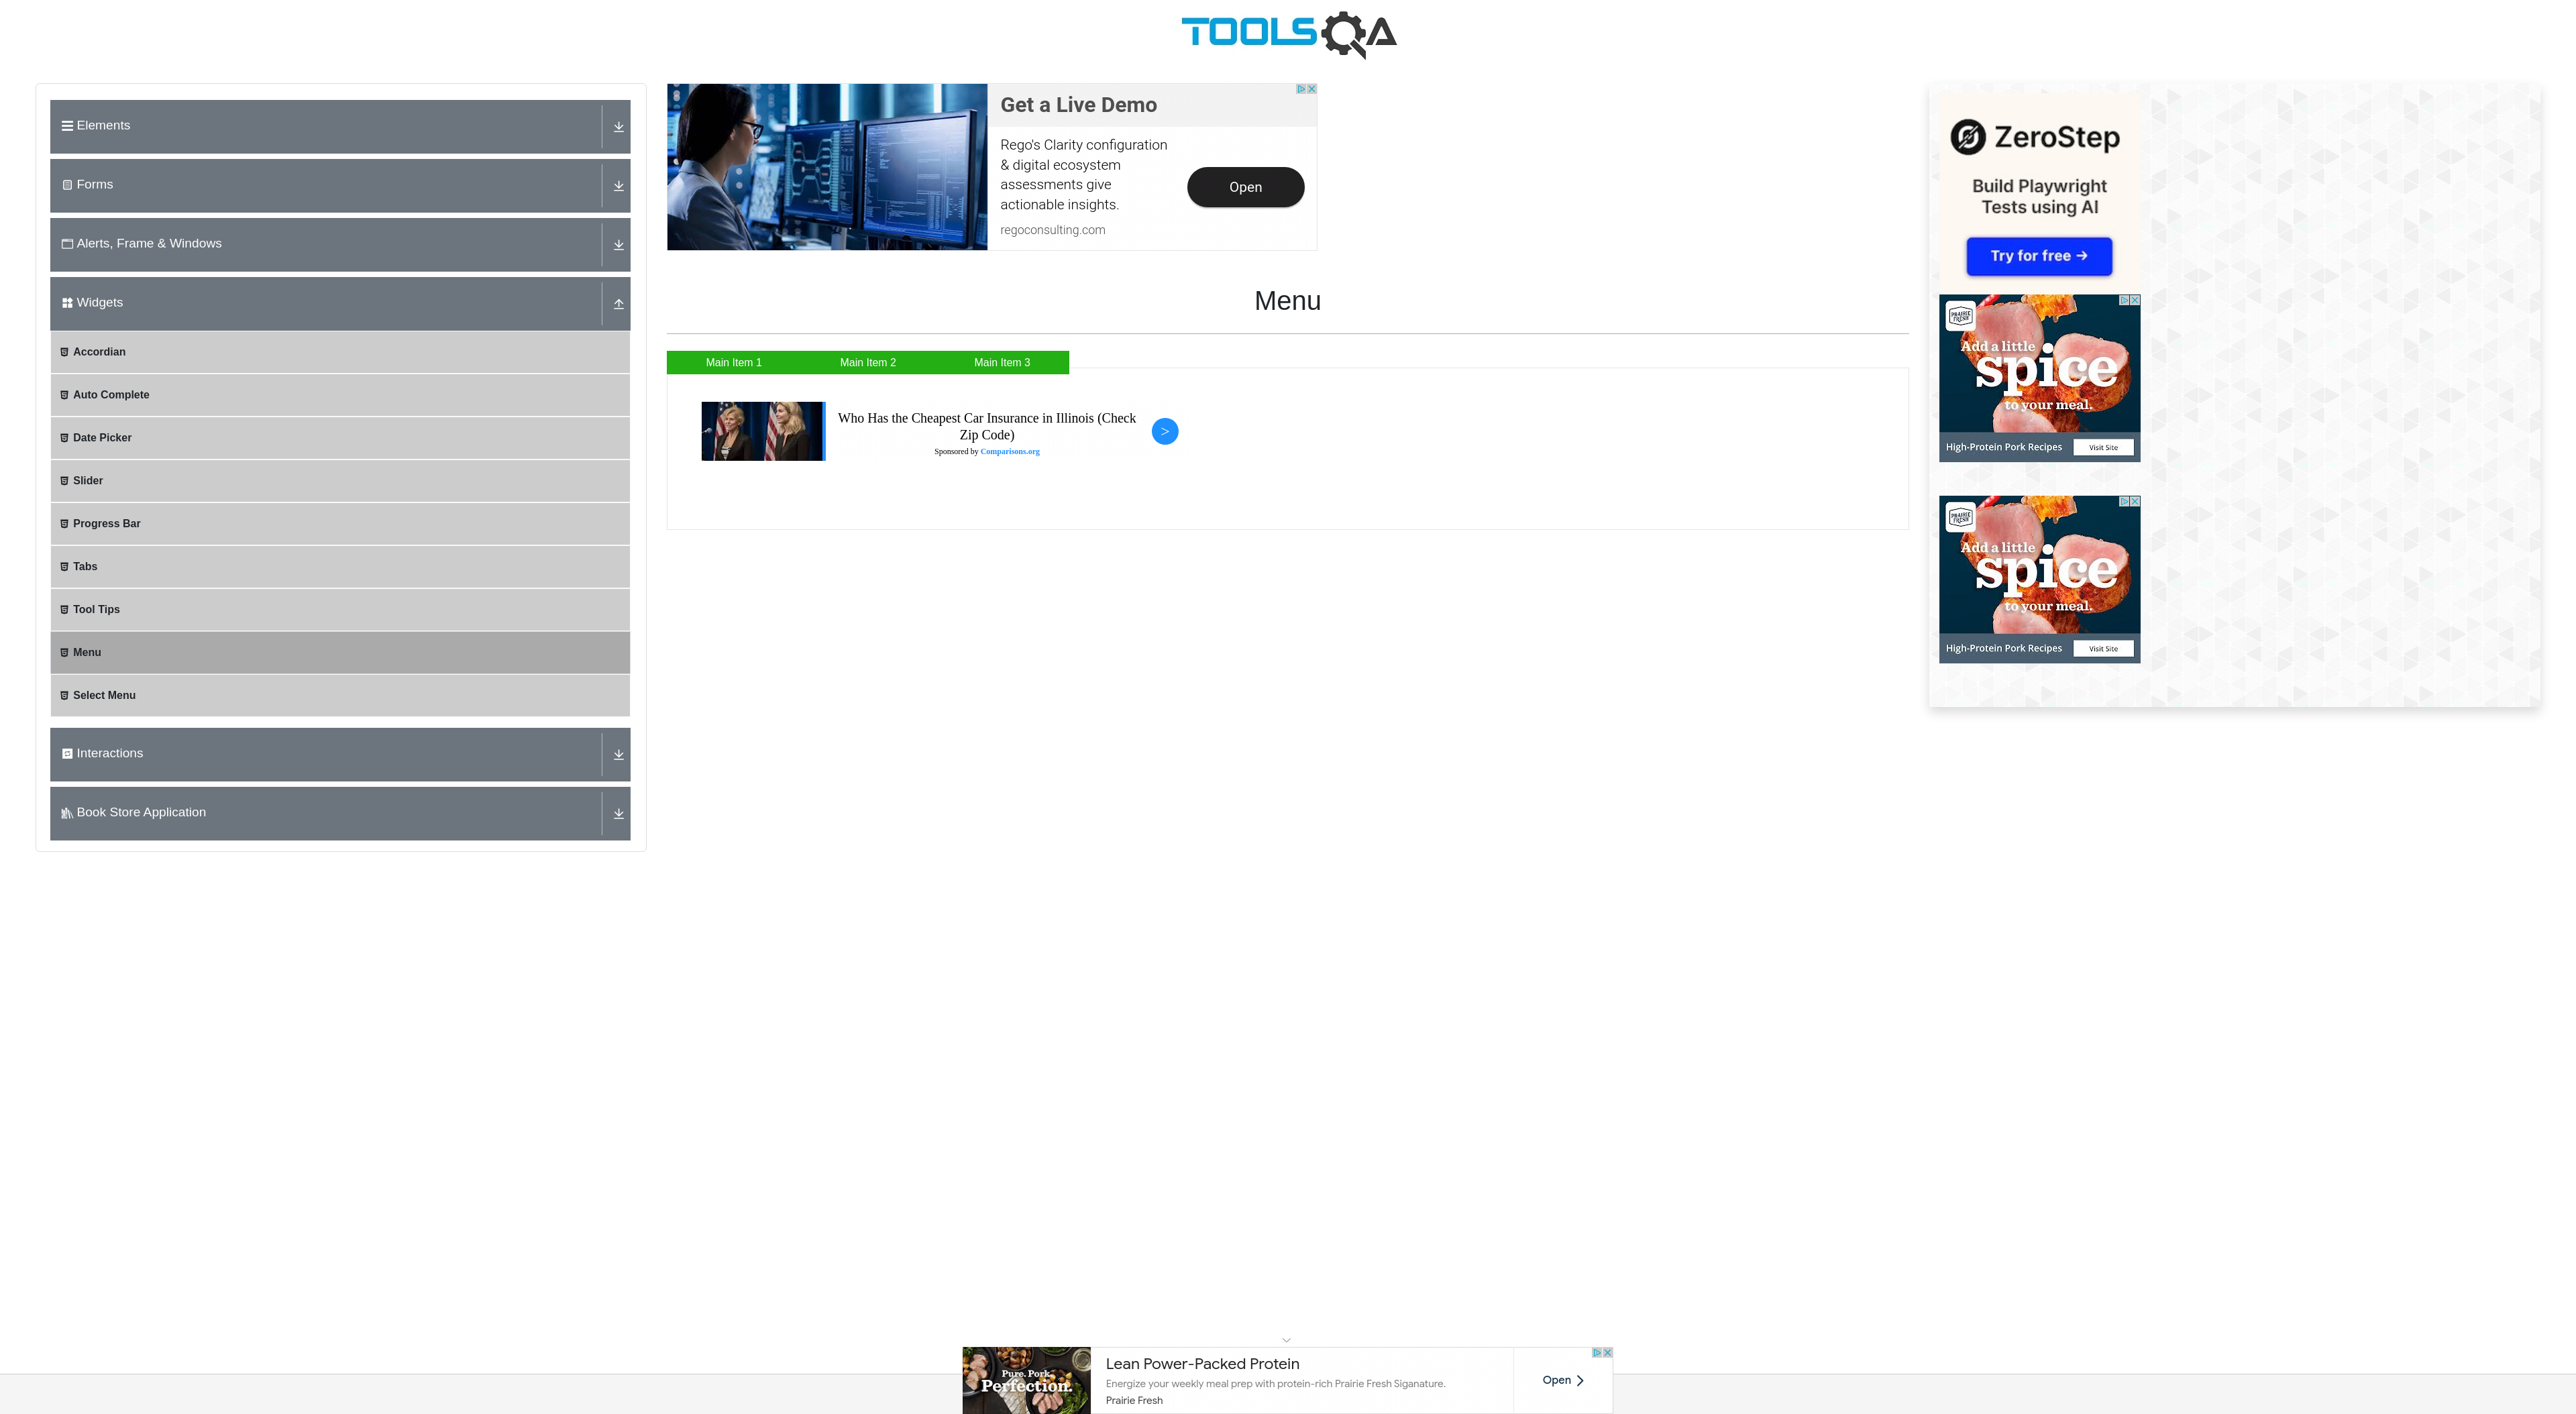 TOOLSQA
Elements
Forms
Alerts, Frame & Windows
Widgets
Accordian
Auto Complete
Date Picker
Slider
Progress Bar
Tabs
Tool Tips
Menu
Select Menu
Interactions
Book Store Application
Get a Live Demo
Rego's Clarity configuration
& digital ecosystem
assessments give
actionable insights.
regoconsulting.com
Open
Menu
Main Item 1
Main Item 2
Main Item 3
Who Has the Cheapest Car Insurance in Illinois (Check
Zip Code)
Sponsored by Comparisons.org
>
ZeroStep
Build Playwright
Tests using AI
Try for free →
PRAIRIE
FRESH
Add a little
spice
to your meal.
High-Protein Pork Recipes
Visit Site
PRAIRIE
FRESH
Add a little
spice
to your meal.
High-Protein Pork Recipes
Visit Site
Pure. Pork.
Perfection.
Lean Power-Packed Protein
Energize your weekly meal prep with protein-rich Prairie Fresh Siganature.
Prairie Fresh
Open